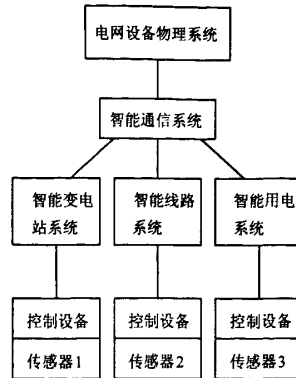 电网设备物理系统
智能通信系统
智能变电
站系统
智能线路
系统
智能用电
系统
控制设备
传感器1
控制设备
传感器2
控制设备
传感器3